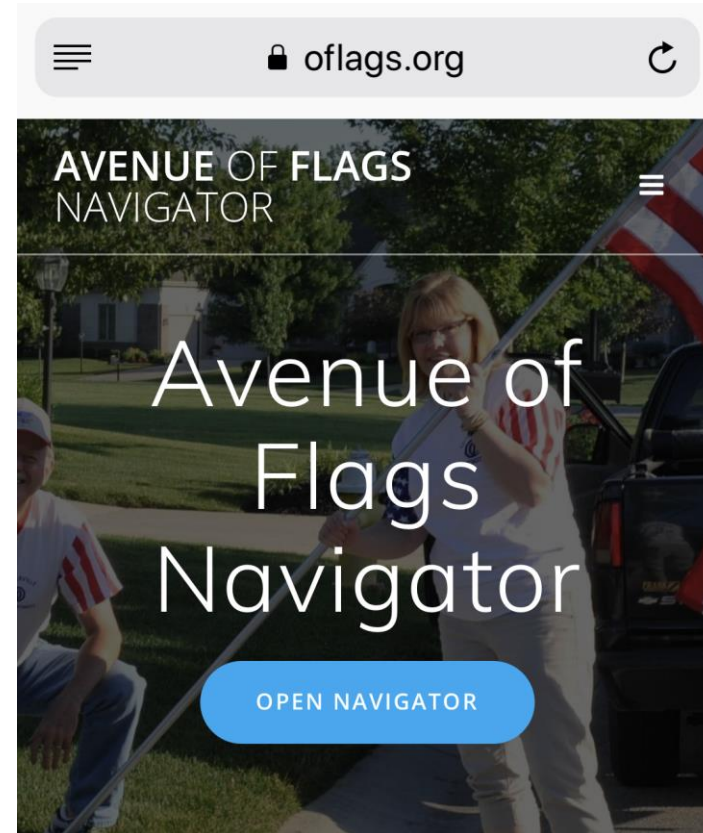 oflags.org
AVENUE OF FLAGS
NAVIGATOR
Avenue of
Flags
Navigator
OPEN NAVIGATOR